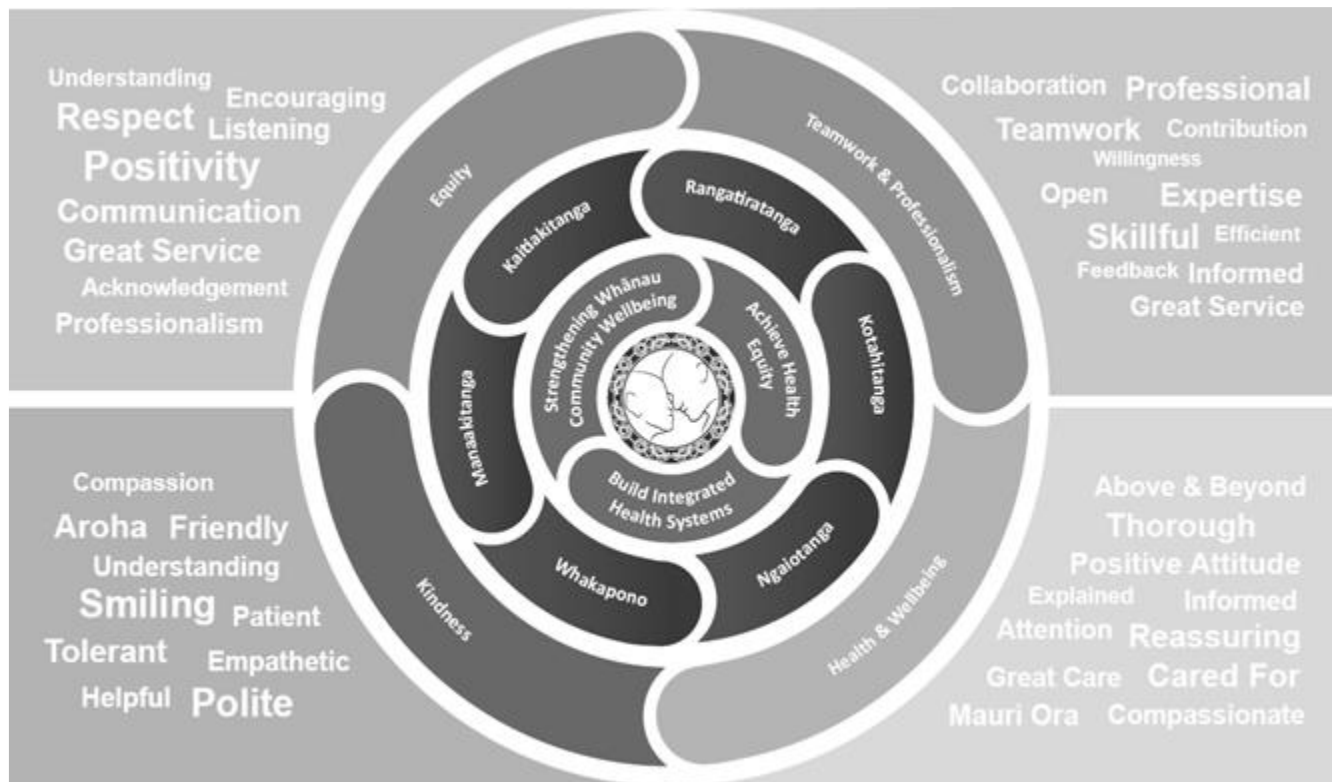 Understanding
Respect Encouraging
Listening
Positivity
Communication
Great Service
Acknowledgement
Professionalism
Collaboration Professional
Teamwork Contribution
Willingness
Open Expertise
Skillful Efficient
Feedback Informed
Great Service
Equity
Teamwork & Professionalism
Kaitiakitanga
Rangatiratanga
Kotahitanga
Ngaiotanga
Whakapono
Manaakitanga
Strengthening Whānau
Community Wellbeing
Achieve Health
Equity
Build Integrated
Health Systems
Kindness
Health & Wellbeing
Compassion
Aroha Friendly
Understanding
Smiling Patient
Tolerant Empathetic
Helpful Polite
Above & Beyond
Thorough
Positive Attitude
Explained Informed
Attention Reassuring
Great Care Cared For
Mauri Ora Compassionate